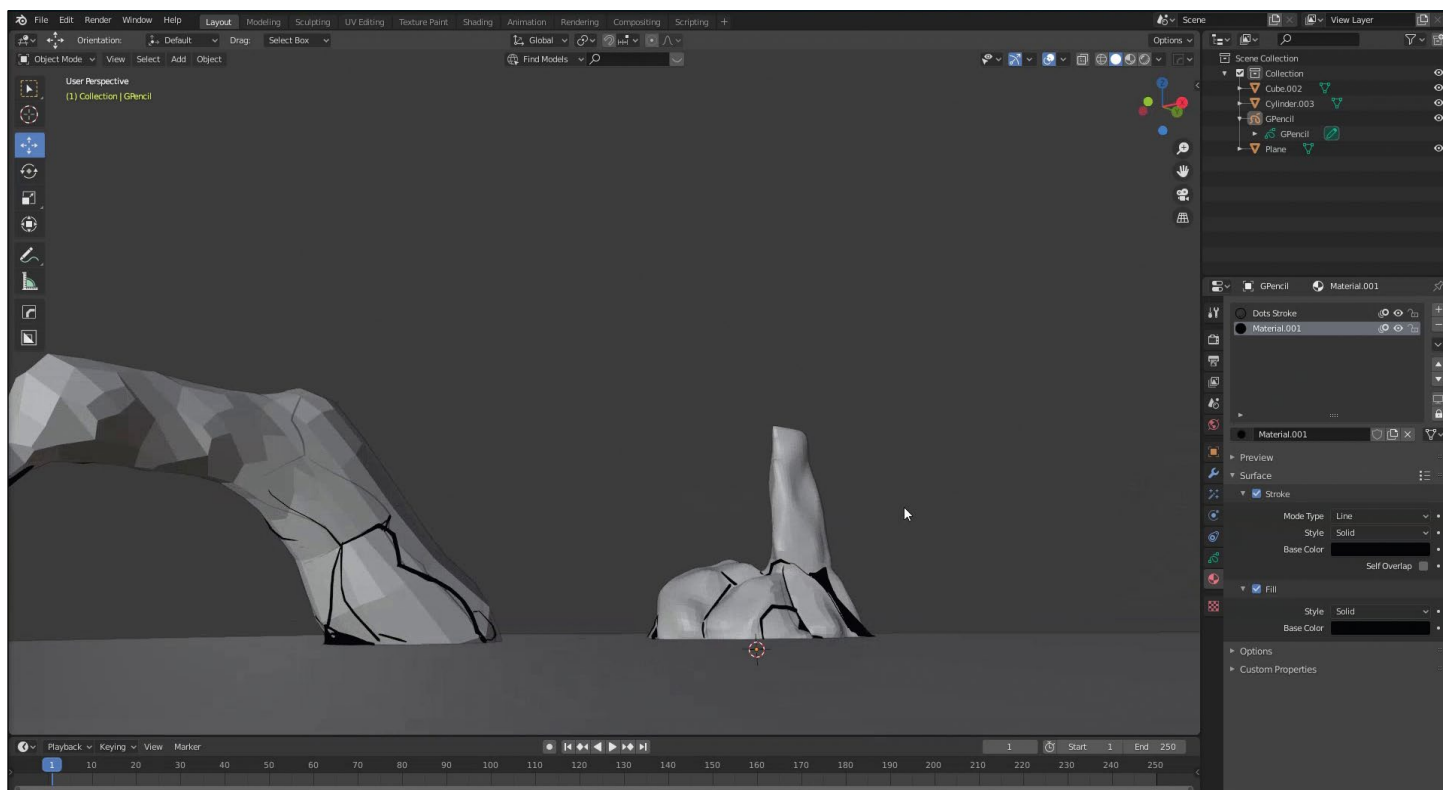 File Edit Render Window Help Layout Modeling Sculpting UV Editing Texture Paint Shading Animation Rendering Compositing Scripting + Scene View Layer
Orientation: Default Drag: Select Box Global Options
Object Mode View Select Add Object Find Models
User Perspective
(1) Collection | GPencil
Z
X
Y
Scene Collection
Collection
Cube.002
Cylinder.003
GPencil
GPencil
Plane
GPencil Material.001
Dots Stroke
Material.001
Material.001
Preview
Surface
Stroke
Mode Type Line
Style Solid
Base Color
Self Overlap
Fill
Style Solid
Base Color
Options
Custom Properties
Playback Keying View Marker 1 Start 1 End 250
1 10 20 30 40 50 60 70 80 90 100 110 120 130 140 150 160 170 180 190 200 210 220 230 240 250